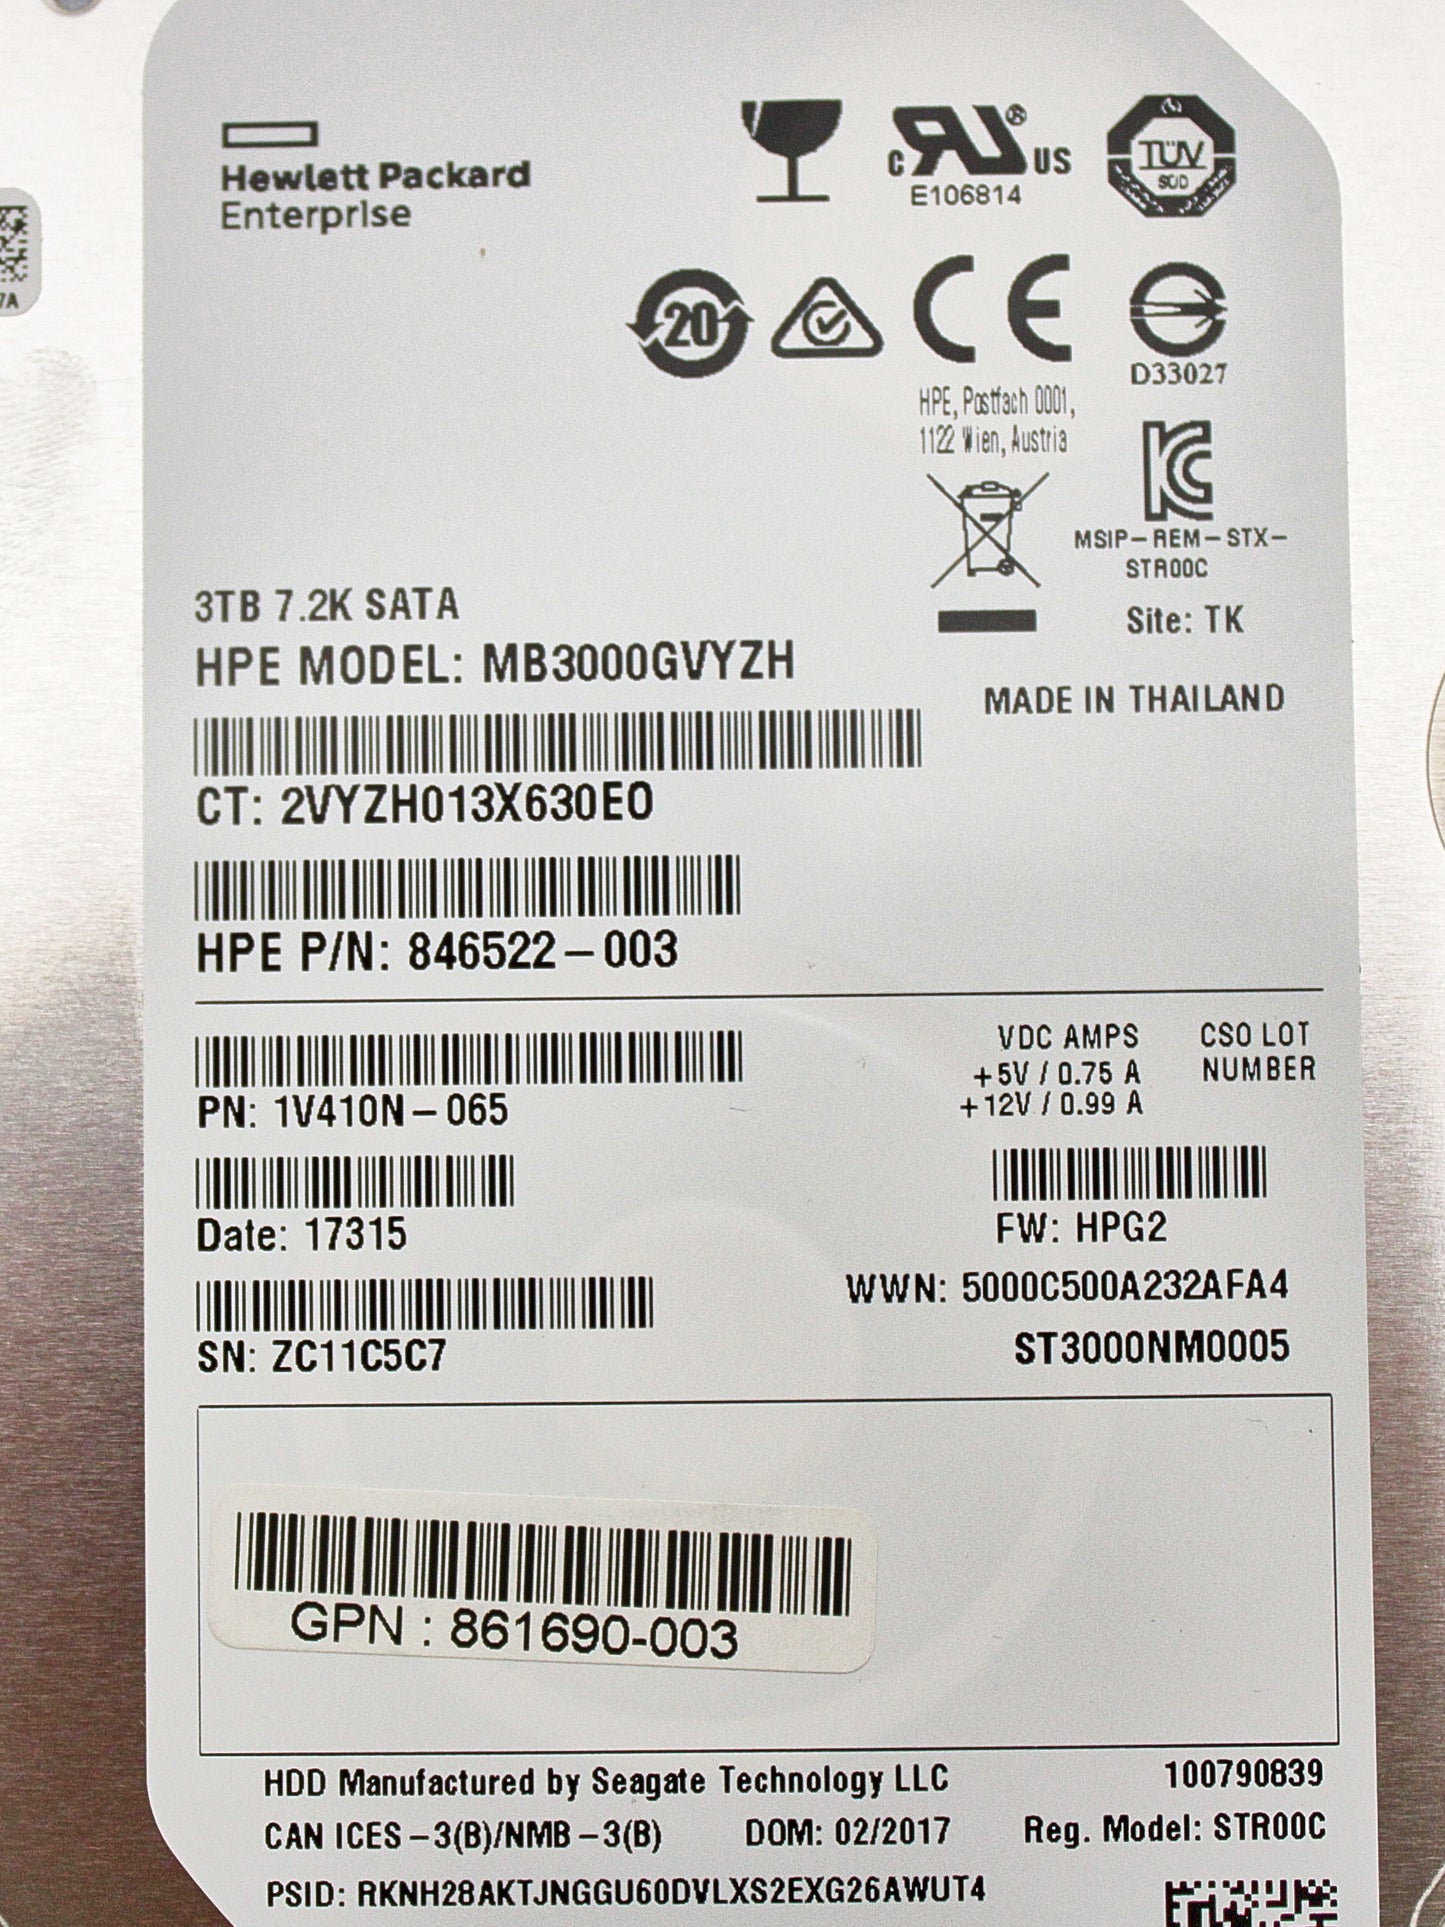 Hewlett Packard
Enterprise
c RU ® US
E106814
TÜV
SÜD
7A
20
CE
D33027
HPE, Postfach 0001,
1122 Wien, Austria
MSIP-REM-STX-
STR00C
Site: TK
3TB 7.2K SATA
HPE MODEL: MB3000GVYZH
MADE IN THAILAND
CT: 2VYZH013X630EO
HPE P/N: 846522-003
VDC AMPS
+5V / 0.75 A
+12V / 0.99 A
CSO LOT
NUMBER
PN: 1V410N-065
Date: 17315
FW: HPG2
WWN: 5000C500A232AFA4
SN: ZC11C5C7
ST3000NM0005
GPN : 861690-003
HDD Manufactured by Seagate Technology LLC
100790839
CAN ICES-3(B)/NMB-3(B)
DOM: 02/2017
Reg. Model: STR00C
PSID: RKNH28AKTJNGGU60DVLXS2EXG26AWUT4